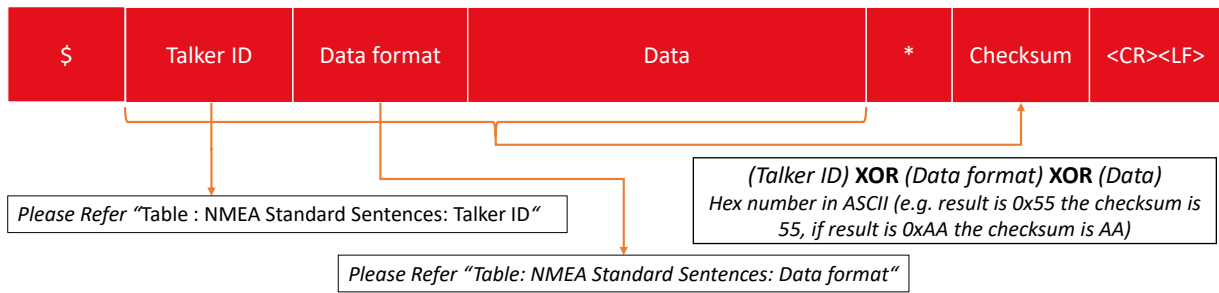 $ Talker ID Data format Data * Checksum <CR><LF>
(Talker ID) XOR (Data format) XOR (Data)
Hex number in ASCII (e.g. result is 0x55 the checksum is
55, if result is 0xAA the checksum is AA)
Please Refer “Table : NMEA Standard Sentences: Talker ID“
Please Refer “Table: NMEA Standard Sentences: Data format“